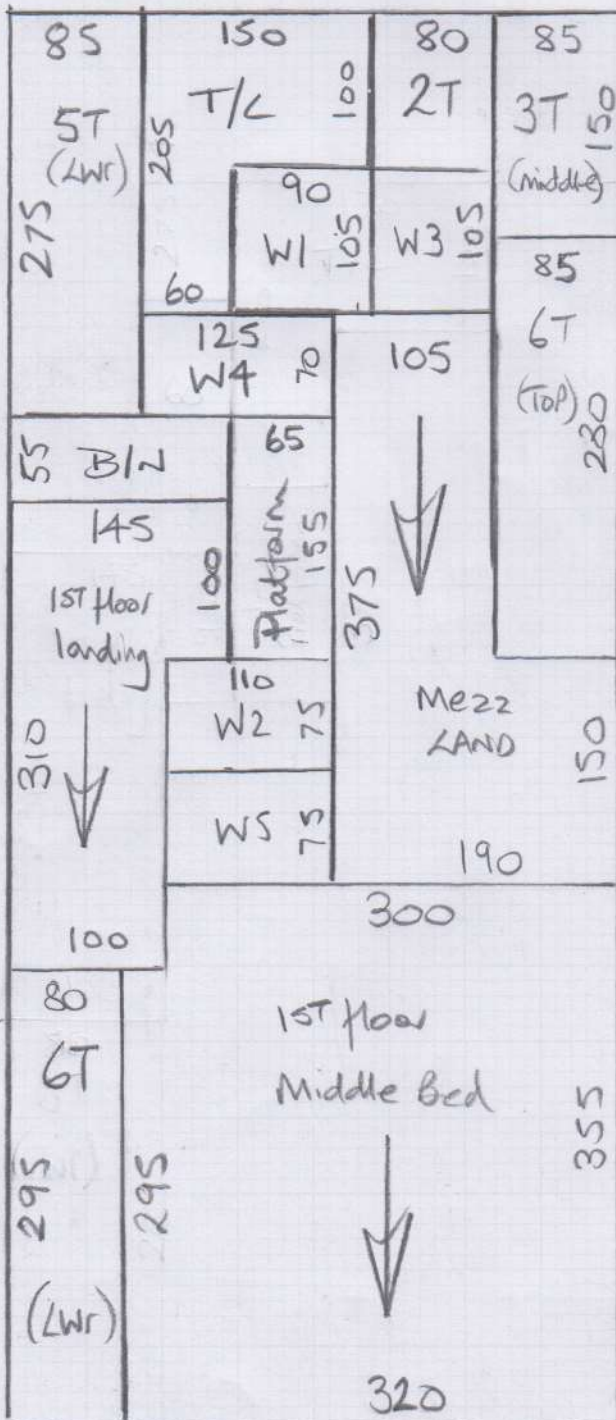 85
5T
(Lwr)
275
150
T/L
205
100
60
80
2T
85
3T
150
(middle)
90
W1
105
W3
105
85
6T
(TOP)
230
125
W4
70
105
55
B/N
65
Platform
155
145
100
1ST floor
landing
310
100
375
Mezz
LAND
150
190
110
W2
75
W5
75
300
80
6T
295
(Lwr)
295
1ST floor
Middle Bed
355
320